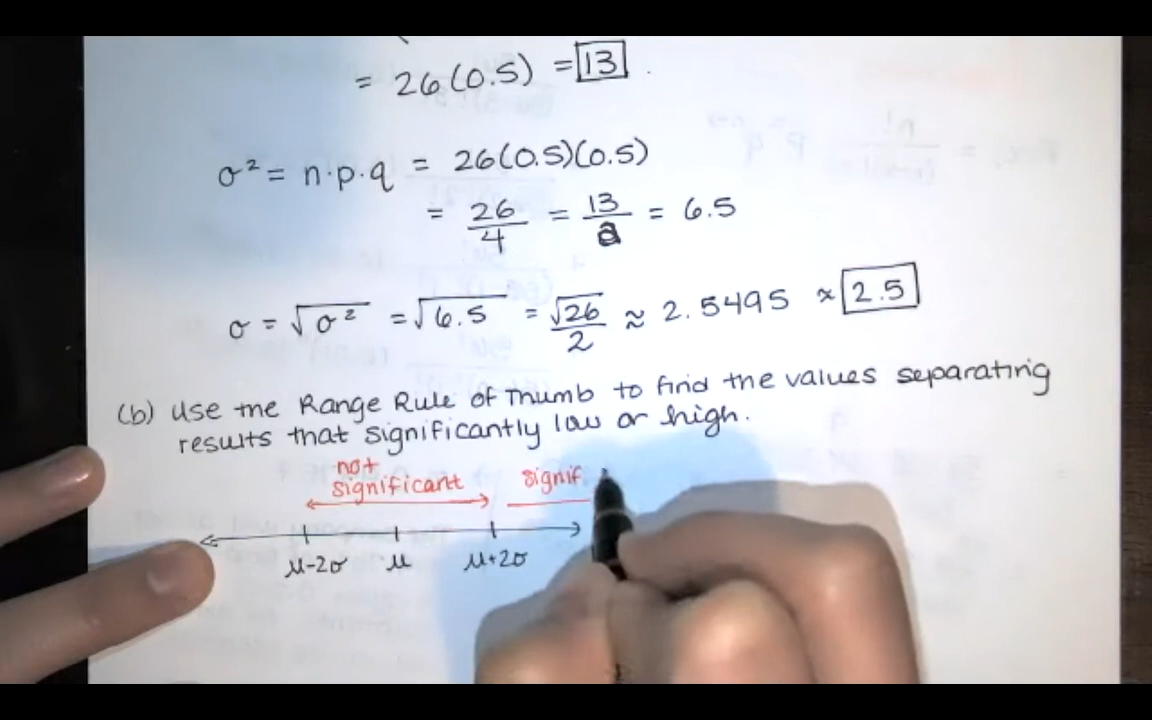 = 26(0.5) = 13
σ² = n·p·q = 26(0.5)(0.5)
= 26/4 = 13/2 = 6.5
σ = √σ² = √6.5 = √26/2 ≈ 2.5495 ≈ 2.5
(b) Use the Range Rule of Thumb to find the values separating
results that significantly low or high.
not
significant signif
μ-2σ μ μ+2σ